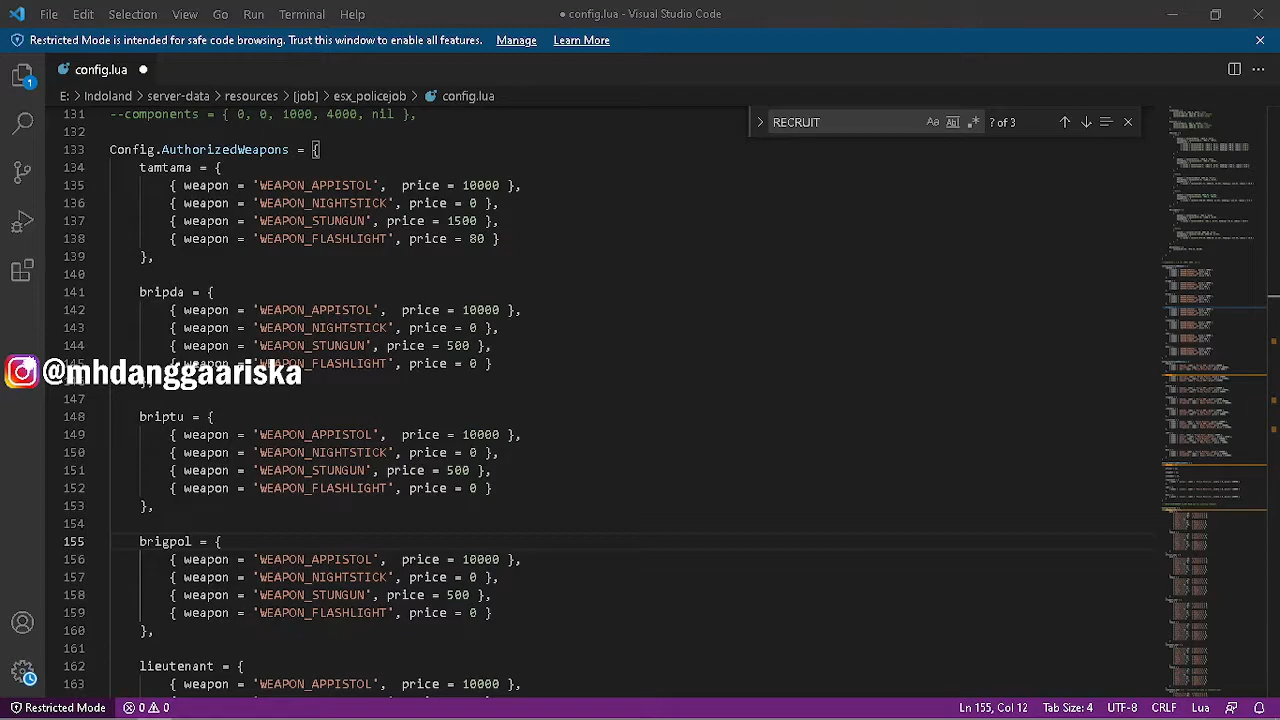 File Edit Selection View Go Run Terminal Help
● config.lua - Visual Studio Code
Restricted Mode is intended for safe code browsing. Trust this window to enable all features. Manage Learn More
config.lua
E: > Indoland > server-data > resources > [job] > esx_policejob > config.lua
RECRUIT
Aa Ab ? of 3
131 --components = { 0, 0, 1000, 4000, nil },
132
133 Config.AuthorizedWeapons = {
134 tamtama = {
135 { weapon = "WEAPON_APPISTOL", price = 10000 },
136 { weapon = "WEAPON_NIGHTSTICK", price = 0 },
137 { weapon = "WEAPON_STUNGUN", price = 1500 },
138 { weapon = "WEAPON_FLASHLIGHT", price = 80 }
139 },
140
141 bripda = {
142 { weapon = "WEAPON_APPISTOL", price = 10000 },
143 { weapon = "WEAPON_NIGHTSTICK", price = 0 },
144 { weapon = "WEAPON_STUNGUN", price = 500 },
{ weapon = "WEAPON_FLASHLIGHT", price = 0 }
@mhdanggaariska
147
148 briptu = {
149 { weapon = "WEAPON_APPISTOL", price = 10000 },
150 { weapon = "WEAPON_NIGHTSTICK", price = 0 },
151 { weapon = "WEAPON_STUNGUN", price = 500 },
152 { weapon = "WEAPON_FLASHLIGHT", price = 0 }
153 },
154
155 brigpol = {
156 { weapon = "WEAPON_APPISTOL", price = 10000 },
157 { weapon = "WEAPON_NIGHTSTICK", price = 0 },
158 { weapon = "WEAPON_STUNGUN", price = 500 },
159 { weapon = "WEAPON_FLASHLIGHT", price = 0 }
160 },
161
162 lieutenant = {
163 { weapon = "WEAPON_APPISTOL", price = 10000 },
Restricted Mode 0 0 Ln 155, Col 12 Tab Size: 4 UTF-8 CRLF Lua